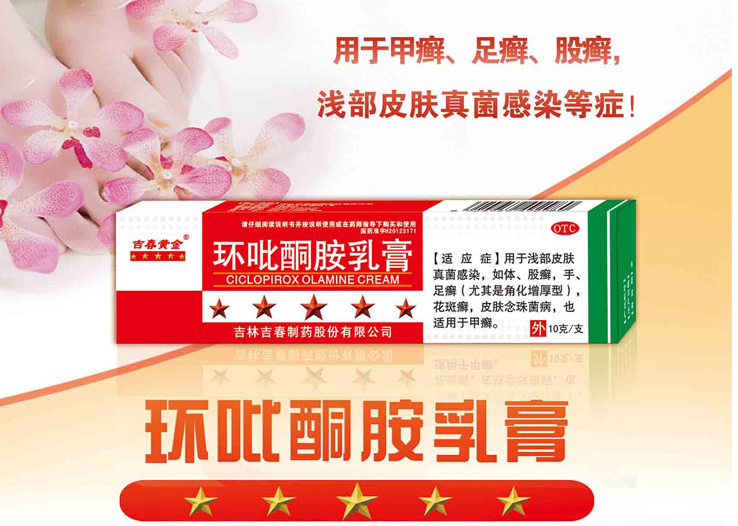 用于甲癣、足癣、股癣,
浅部皮肤真菌感染等症!
吉春黄金®
请仔细阅读说明书并按说明使用或在药师指导下购买和使用
国药准字H20123171
环吡酮胺乳膏
CICLOPIROX OLAMINE CREAM
吉林吉春制药股份有限公司
OTC
【适应症】用于浅部皮肤
真菌感染,如体、股癣,手、
足癣(尤其是角化增厚型),
花斑癣,皮肤念珠菌病,也
适用于甲癣。
外 10克/支
环吡酮胺乳膏